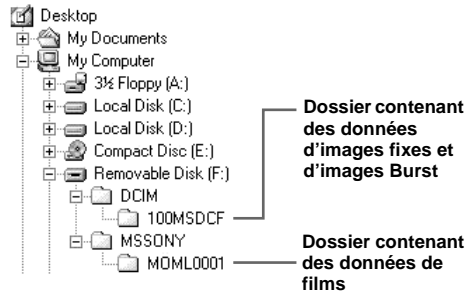 Desktop
My Documents
My Computer
3½ Floppy (A:)
Local Disk (C:)
Local Disk (D:)
Compact Disc (E:)
Removable Disk (F:)
DCIM
100MSDCF
MSSONY
MOML0001
Dossier contenant
des données
d'images fixes et
d'images Burst
Dossier contenant
des données de
films